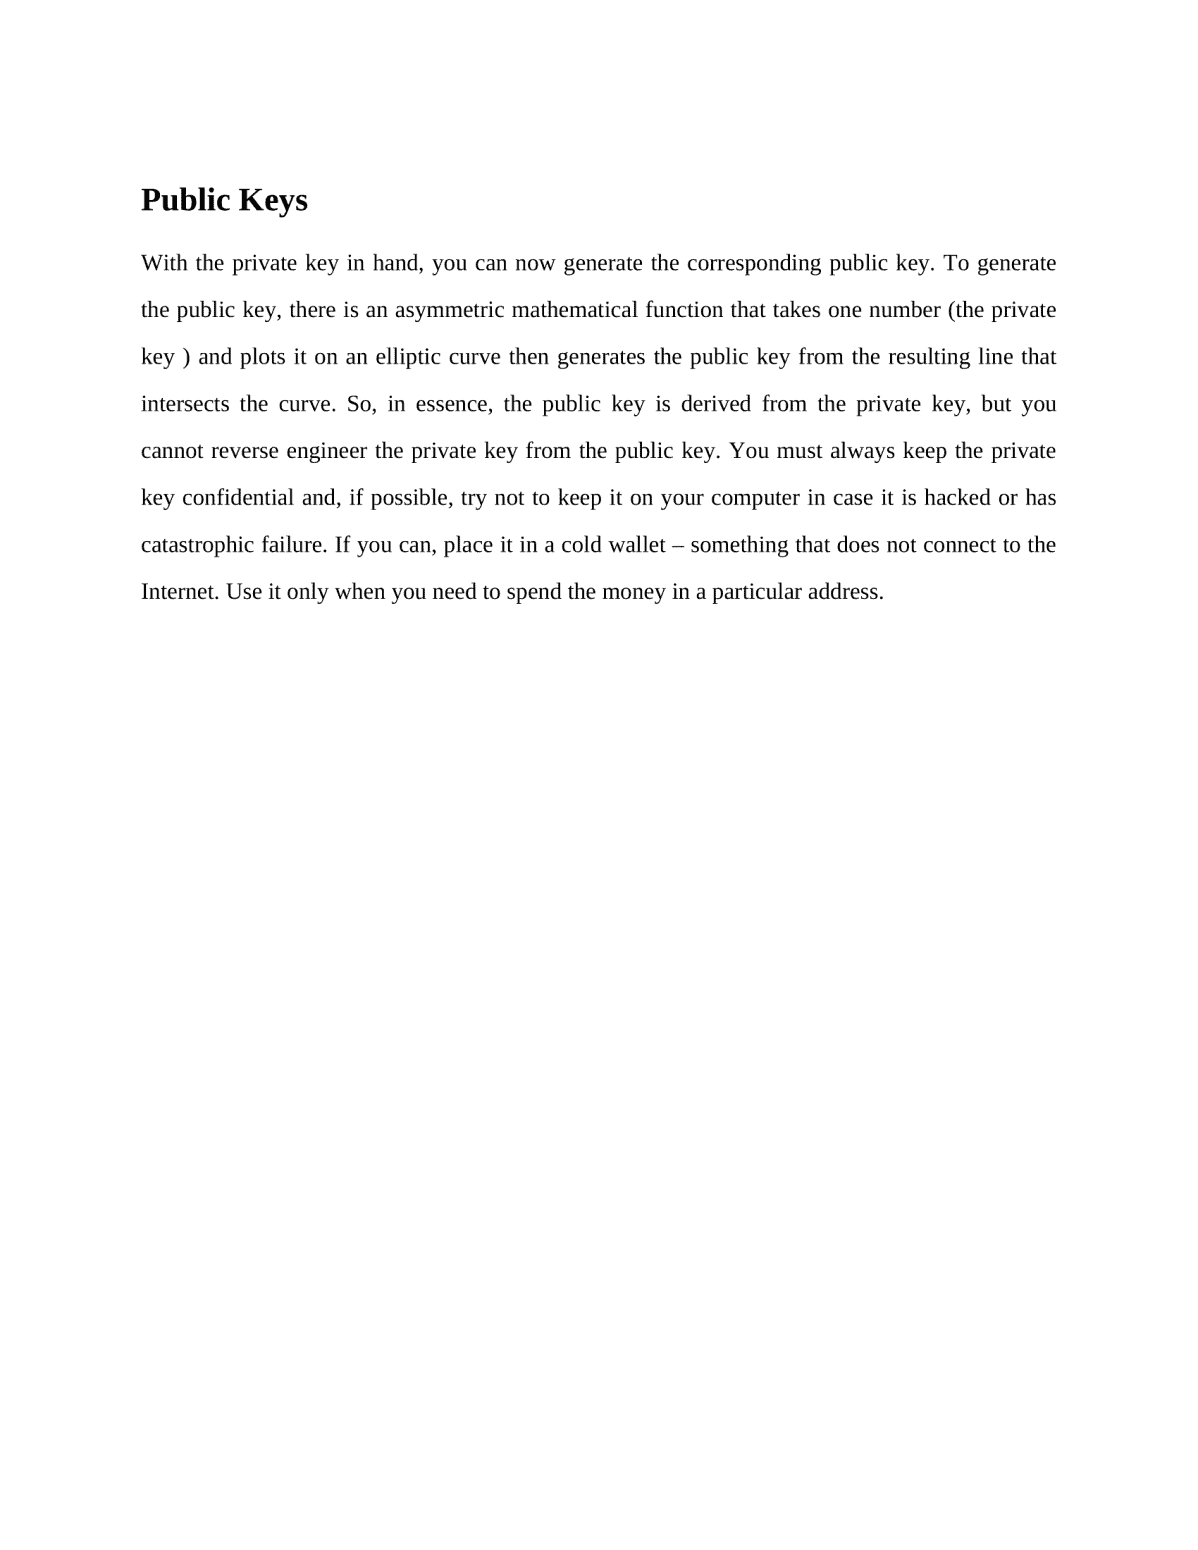 Public Keys
With the private key in hand, you can now generate the corresponding public key. To generate
the public key, there is an asymmetric mathematical function that takes one number (the private
key ) and plots it on an elliptic curve then generates the public key from the resulting line that
intersects the curve. So, in essence, the public key is derived from the private key, but you
cannot reverse engineer the private key from the public key. You must always keep the private
key confidential and, if possible, try not to keep it on your computer in case it is hacked or has
catastrophic failure. If you can, place it in a cold wallet – something that does not connect to the
Internet. Use it only when you need to spend the money in a particular address.